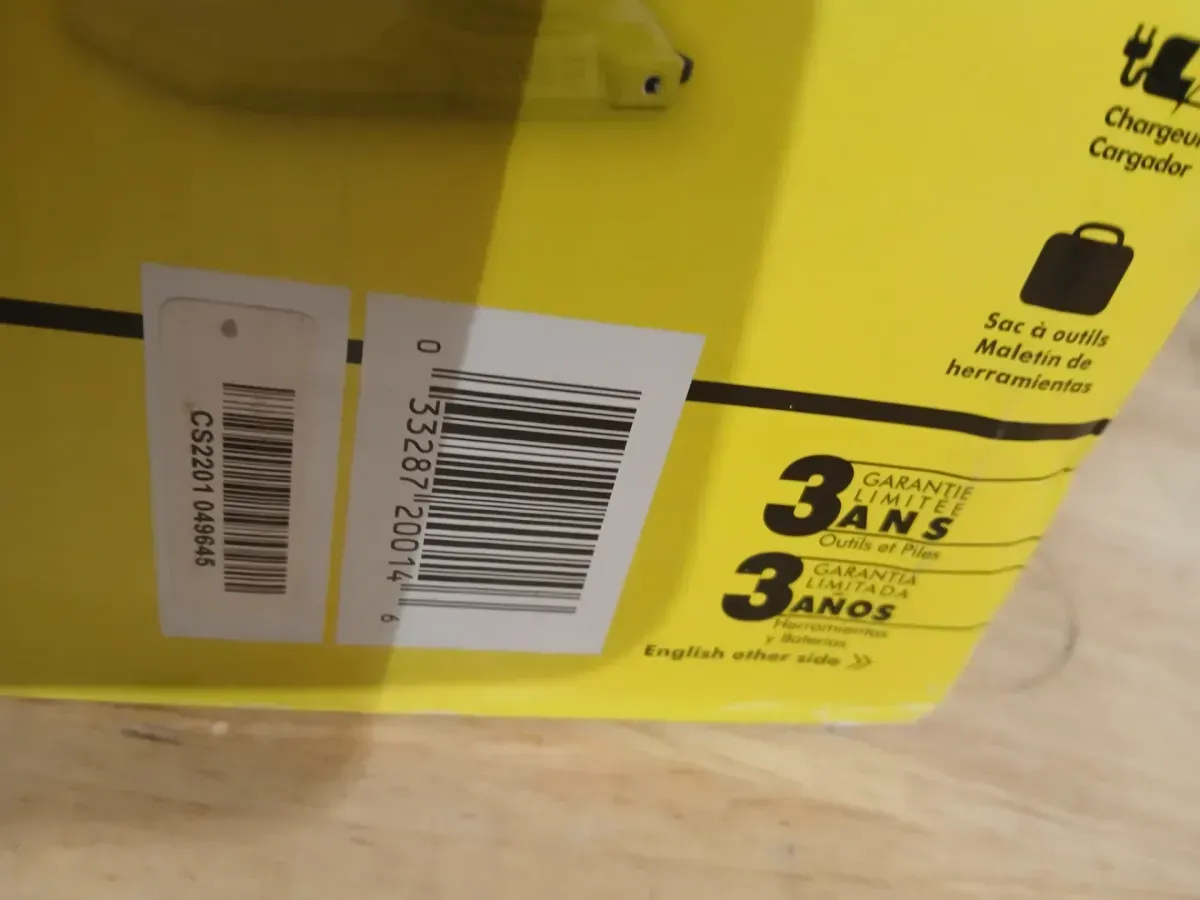 Chargeur
Cargador
Sac à outils
Maletín de
herramientas
CS2201 049645
0 33287 20014 6
3 GARANTIE
LIMITÉE
ANS
Outils et Piles
3 GARANTIA
LIMITADA
AÑOS
Herramientas
y Baterías
English other side >>